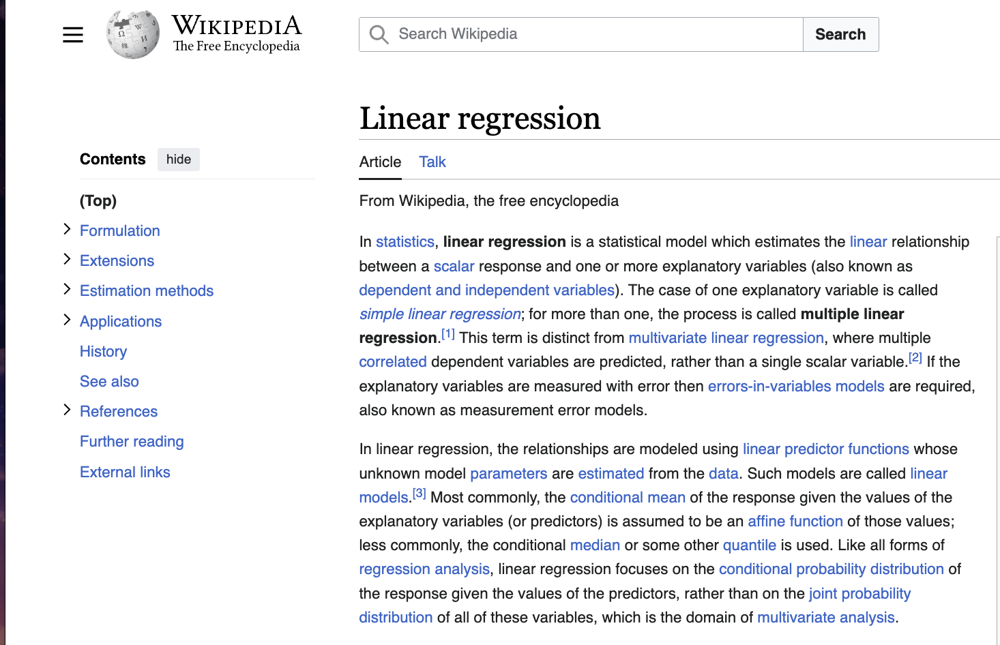 WIKIPEDIA
The Free Encyclopedia
Search Wikipedia
Search
Linear regression
Contents hide
Article Talk
(Top)
Formulation
Extensions
Estimation methods
Applications
History
See also
References
Further reading
External links
From Wikipedia, the free encyclopedia
In statistics, linear regression is a statistical model which estimates the linear relationship
between a scalar response and one or more explanatory variables (also known as
dependent and independent variables). The case of one explanatory variable is called
simple linear regression; for more than one, the process is called multiple linear
regression.[1] This term is distinct from multivariate linear regression, where multiple
correlated dependent variables are predicted, rather than a single scalar variable.[2] If the
explanatory variables are measured with error then errors-in-variables models are required,
also known as measurement error models.
In linear regression, the relationships are modeled using linear predictor functions whose
unknown model parameters are estimated from the data. Such models are called linear
models.[3] Most commonly, the conditional mean of the response given the values of the
explanatory variables (or predictors) is assumed to be an affine function of those values;
less commonly, the conditional median or some other quantile is used. Like all forms of
regression analysis, linear regression focuses on the conditional probability distribution of
the response given the values of the predictors, rather than on the joint probability
distribution of all of these variables, which is the domain of multivariate analysis.